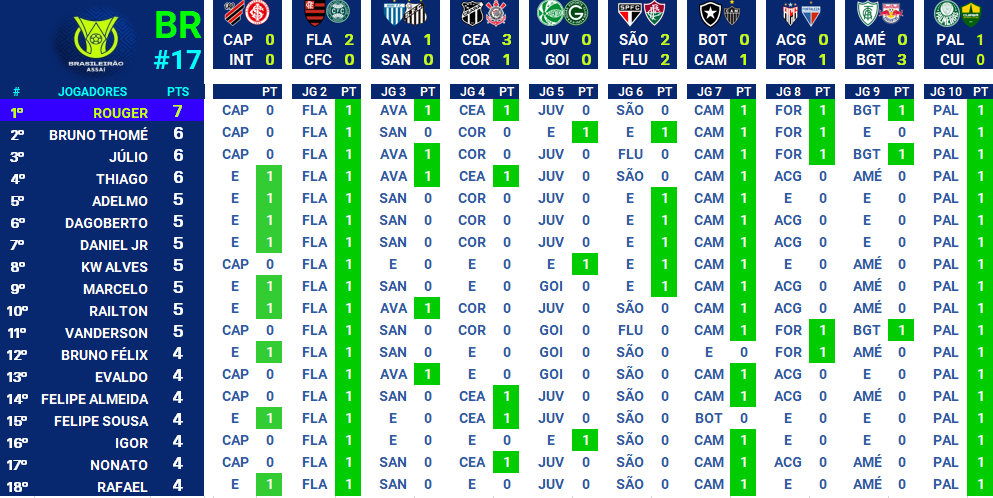 BR
#17
BRASILEIRÃO
ASSAÍ
CAP 0 FLA 2 AVA 1 CEA 3 JUV 0 SÃO 2 BOT 0 ACG 0 AMÉ 0 PAL 1
INT 0 CFC 0 SAN 0 COR 1 GOI 0 FLU 2 CAM 1 FOR 1 BGT 3 CUI 0
# JOGADORES PTS PT JG 2 PT JG 3 PT JG 4 PT JG 5 PT JG 6 PT JG 7 PT JG 8 PT JG 9 PT JG 10 PT
1º ROUGER 7 CAP 0 FLA 1 AVA 1 CEA 1 JUV 0 SÃO 0 CAM 1 FOR 1 BGT 1 PAL 1
2º BRUNO THOMÉ 6 CAP 0 FLA 1 SAN 0 COR 0 E 1 E 1 CAM 1 FOR 1 E 0 PAL 1
3º JÚLIO 6 CAP 0 FLA 1 AVA 1 COR 0 JUV 0 FLU 0 CAM 1 FOR 1 BGT 1 PAL 1
4º THIAGO 6 E 1 FLA 1 AVA 1 CEA 1 JUV 0 SÃO 0 CAM 1 ACG 0 AMÉ 0 PAL 1
5º ADELMO 5 E 1 FLA 1 SAN 0 COR 0 JUV 0 E 1 CAM 1 E 0 E 0 PAL 1
6º DAGOBERTO 5 E 1 FLA 1 SAN 0 COR 0 JUV 0 E 1 CAM 1 ACG 0 E 0 PAL 1
7º DANIEL JR 5 E 1 FLA 1 SAN 0 COR 0 JUV 0 E 1 CAM 1 ACG 0 E 0 PAL 1
8º KW ALVES 5 CAP 0 FLA 1 E 0 E 0 E 1 E 1 CAM 1 E 0 AMÉ 0 PAL 1
9º MARCELO 5 E 1 FLA 1 SAN 0 E 0 GOI 0 E 1 CAM 1 E 0 AMÉ 0 PAL 1
10º RAILTON 5 E 1 FLA 1 AVA 1 COR 0 JUV 0 SÃO 0 CAM 1 E 0 AMÉ 0 PAL 1
11º VANDERSON 5 CAP 0 FLA 1 SAN 0 COR 0 GOI 0 FLU 0 CAM 1 FOR 1 BGT 1 PAL 1
12º BRUNO FÉLIX 4 E 1 FLA 1 SAN 0 E 0 GOI 0 SÃO 0 E 0 FOR 1 AMÉ 0 PAL 1
13º EVALDO 4 CAP 0 FLA 1 AVA 1 E 0 GOI 0 SÃO 0 CAM 1 ACG 0 E 0 PAL 1
14º FELIPE ALMEIDA 4 CAP 0 FLA 1 SAN 0 CEA 1 JUV 0 SÃO 0 CAM 1 ACG 0 AMÉ 0 PAL 1
15º FELIPE SOUSA 4 E 1 FLA 1 E 0 CEA 1 JUV 0 SÃO 0 BOT 0 E 0 E 0 PAL 1
16º IGOR 4 CAP 0 FLA 1 E 0 E 0 E 1 SÃO 0 CAM 1 E 0 E 0 PAL 1
17º NONATO 4 CAP 0 FLA 1 SAN 0 CEA 1 JUV 0 SÃO 0 CAM 1 ACG 0 AMÉ 0 PAL 1
18º RAFAEL 4 E 1 FLA 1 SAN 0 E 0 JUV 0 SÃO 0 CAM 1 E 0 AMÉ 0 PAL 1